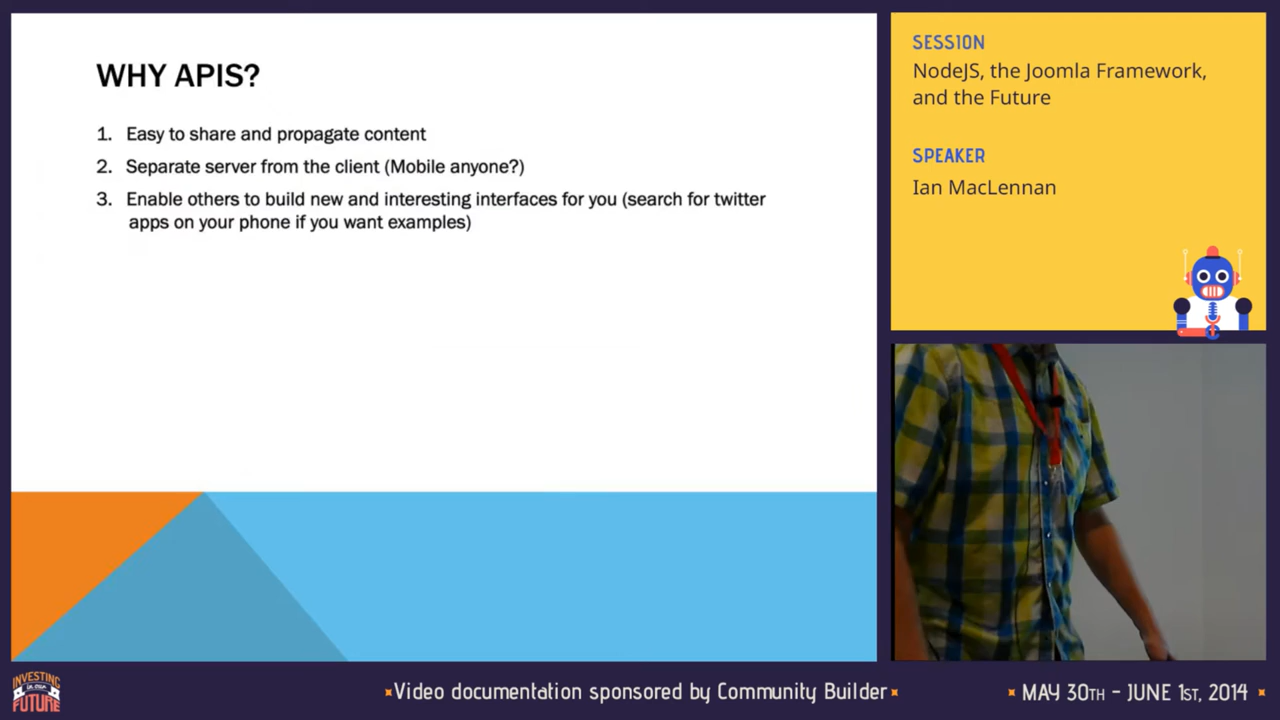 WHY APIS?
1. Easy to share and propagate content
2. Separate server from the client (Mobile anyone?)
3. Enable others to build new and interesting interfaces for you (search for twitter
apps on your phone if you want examples)
SESSION
NodeJS, the Joomla Framework,
and the Future
SPEAKER
Ian MacLennan
INVESTING
in our
FUTURE
Video documentation sponsored by Community Builder
MAY 30TH - JUNE 1ST, 2014